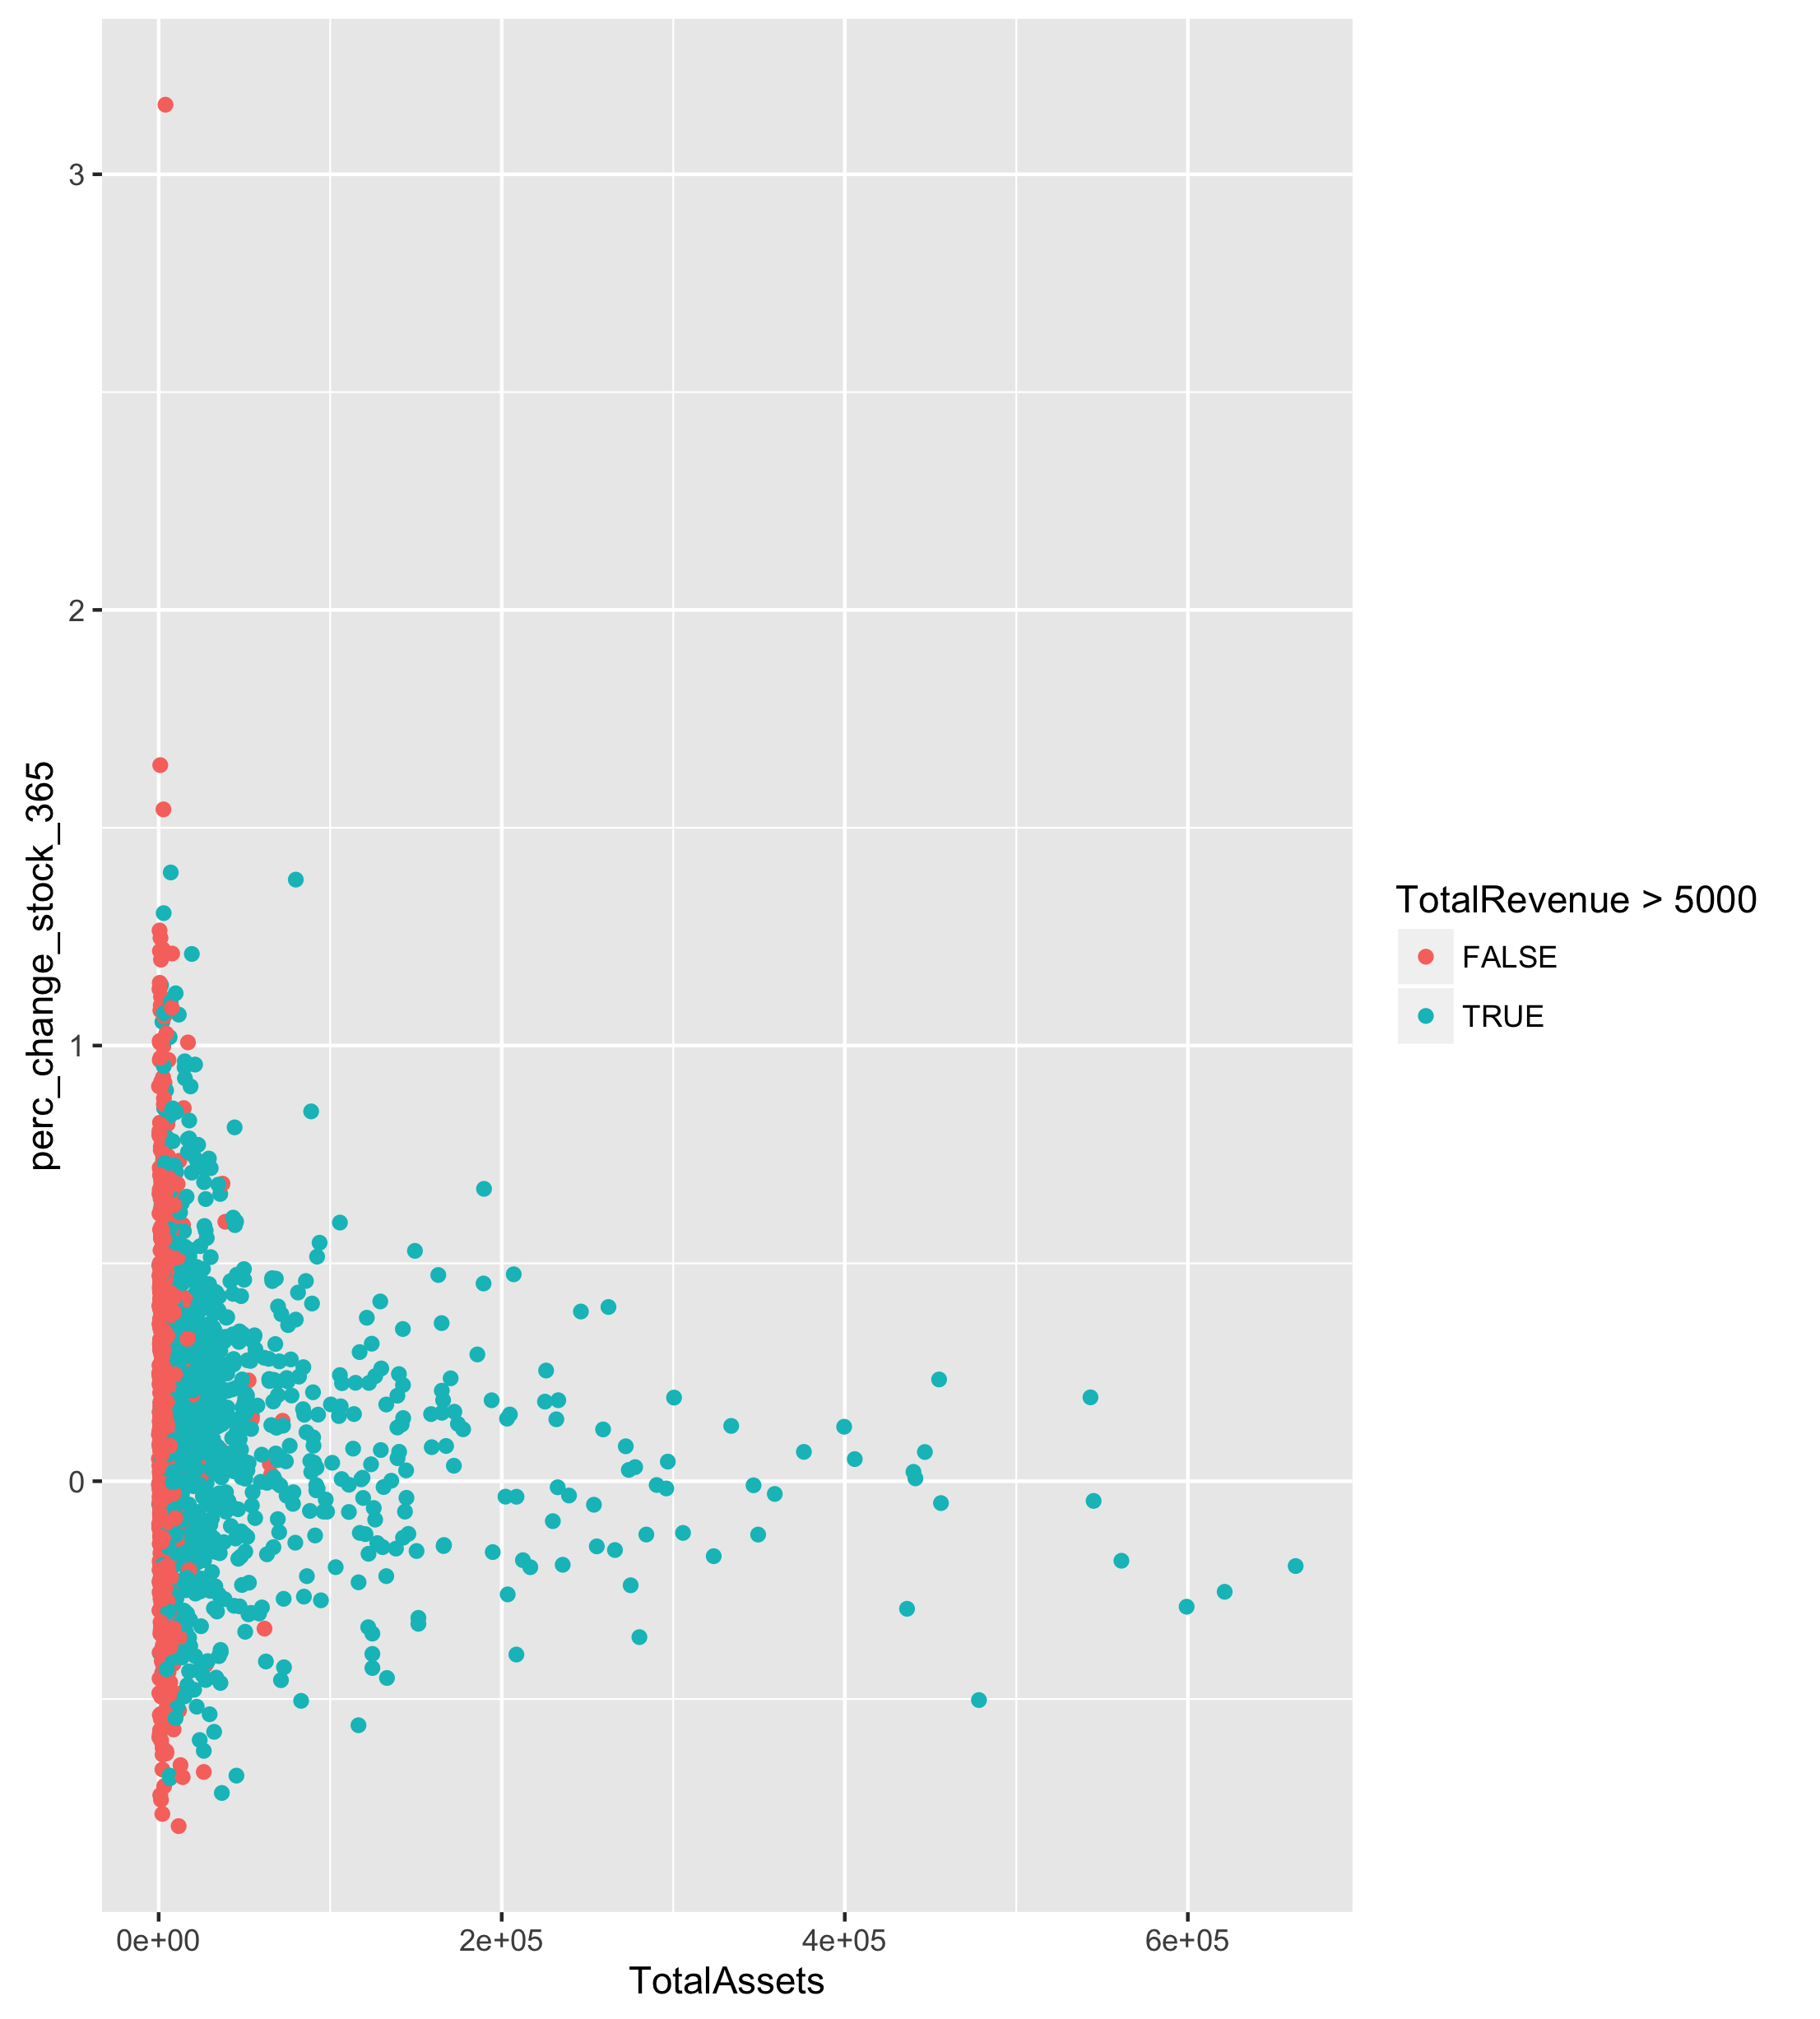 3
2
1
0
perc_change_stock_365
0e+00
2e+05
4e+05
6e+05
TotalAssets
TotalRevenue > 5000
FALSE
TRUE